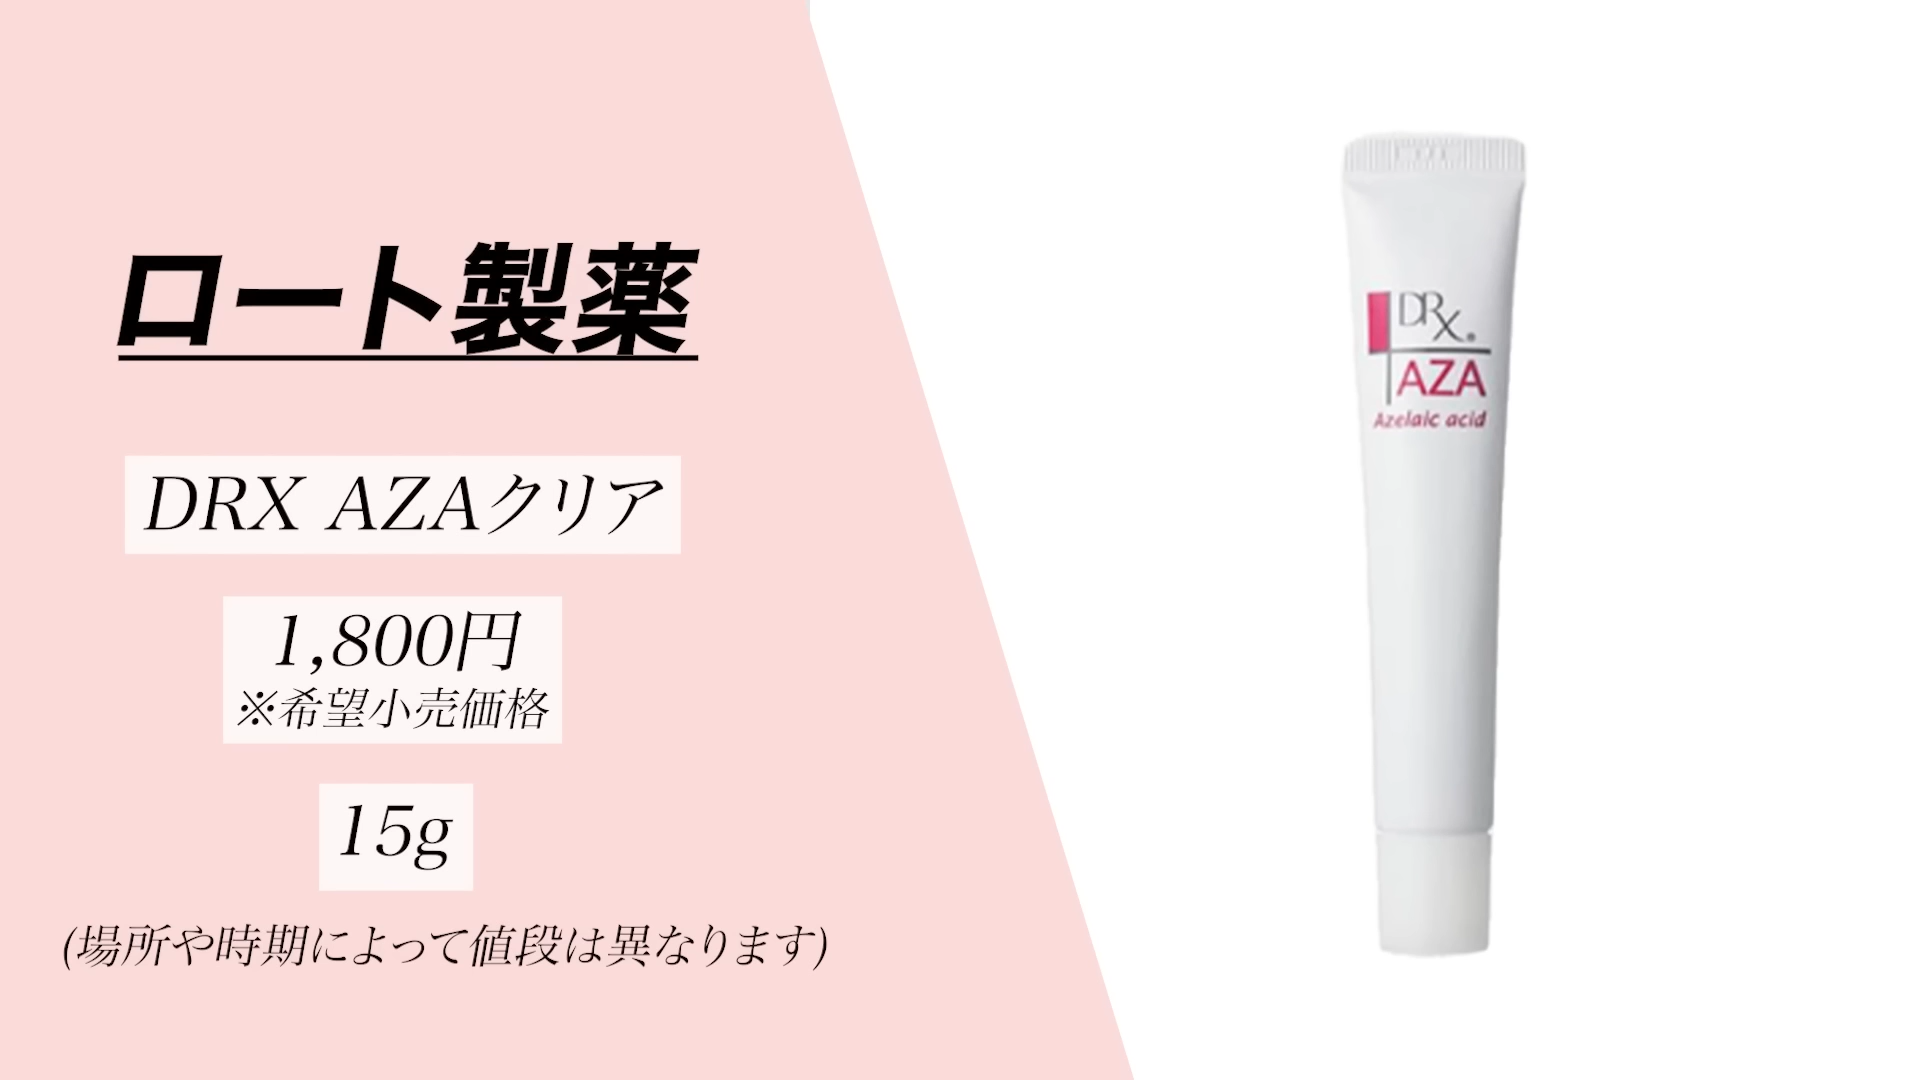 ロート製薬
DRX AZAクリア
1,800円
※希望小売価格
15g
(場所や時期によって値段は異なります)
DRX®
AZA
Azelaic acid